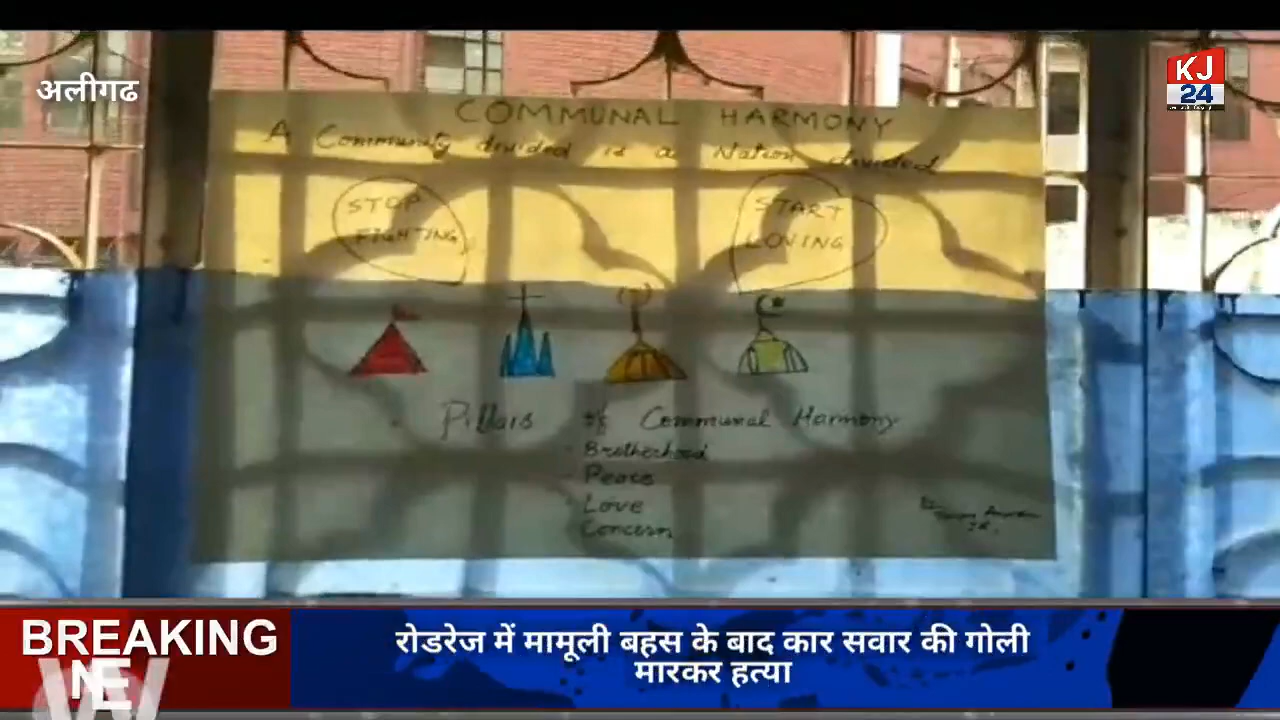 अलीगढ
KJ
24
COMMUNAL HARMONY
A Community divided is a Nation divided
STOP
FIGHTING
START
LOVING
Pillars of Communal Harmony
- Brotherhood
- Peace
- Love
Concern
BREAKING
NEW
रोडरेज में मामूली बहस के बाद कार सवार की गोली
मारकर हत्या